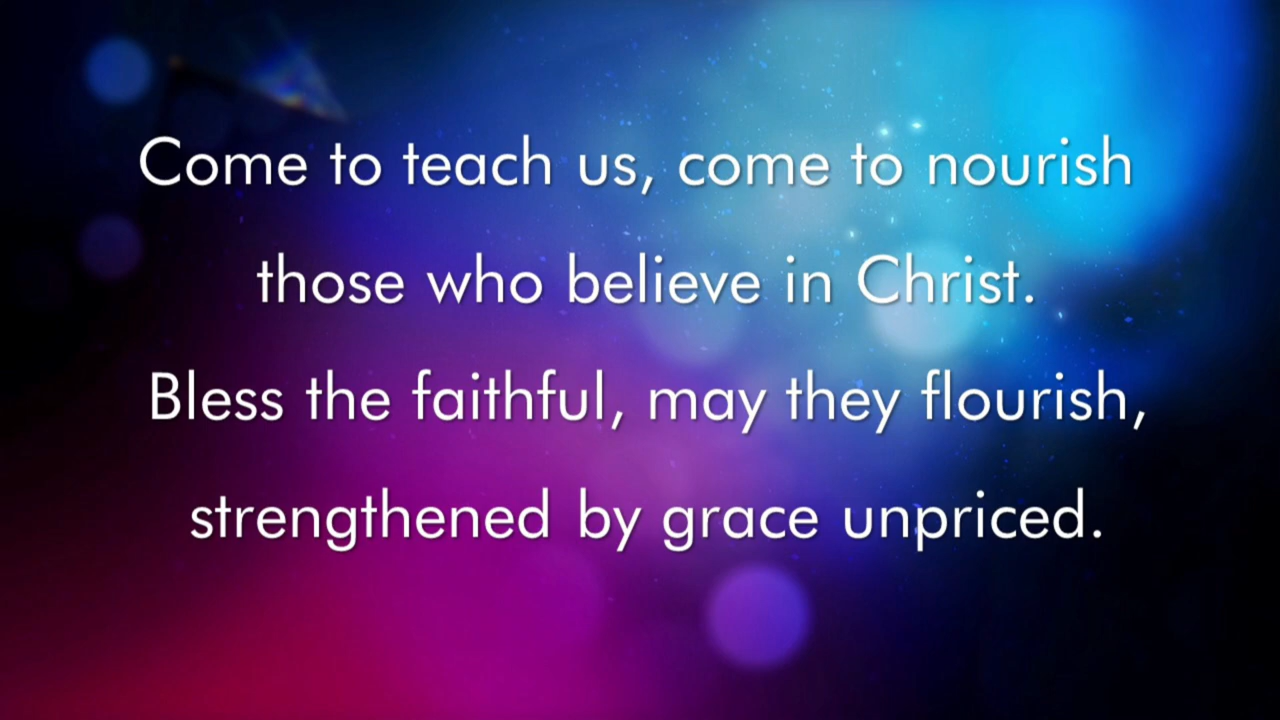 Come to teach us, come to nourish
those who believe in Christ.
Bless the faithful, may they flourish,
strengthened by grace unpriced.